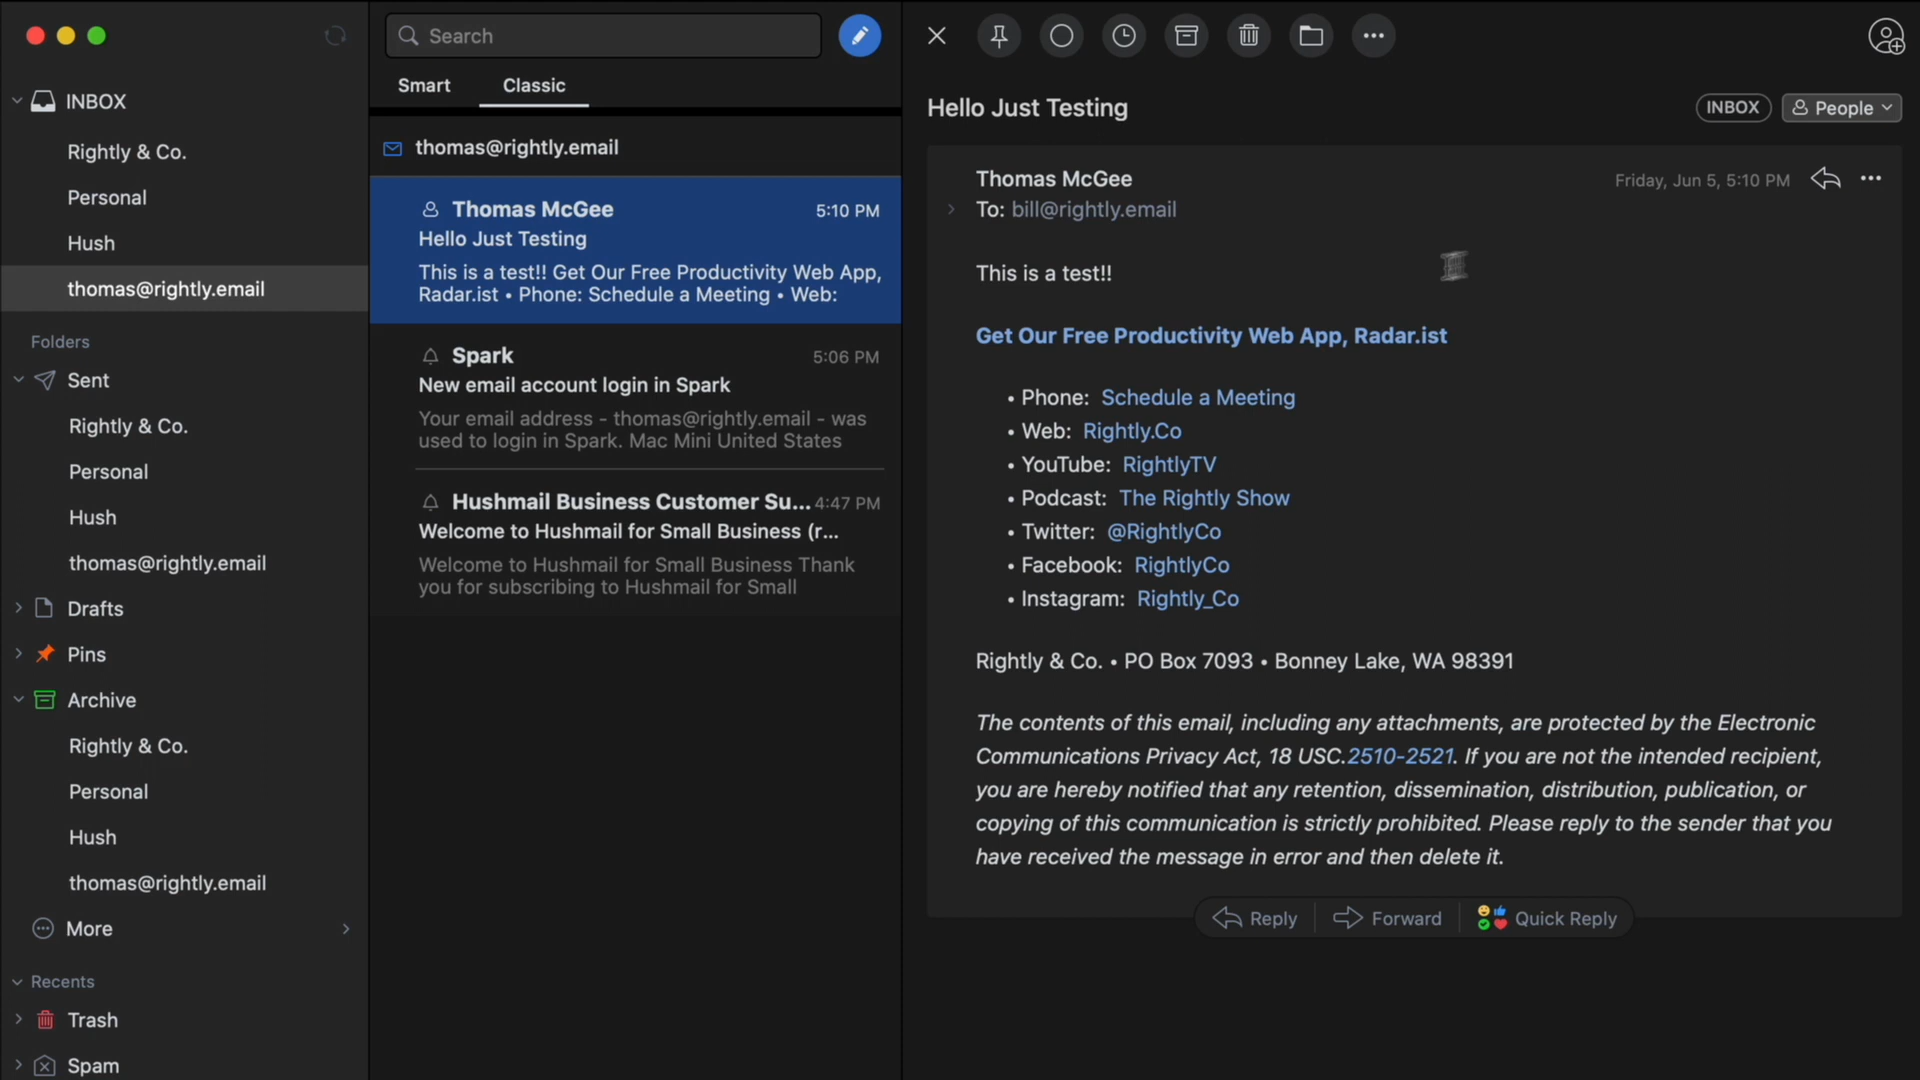 INBOX
Rightly & Co.
Personal
Hush
thomas@rightly.email
Folders
Sent
Rightly & Co.
Personal
Hush
thomas@rightly.email
Drafts
Pins
Archive
Rightly & Co.
Personal
Hush
thomas@rightly.email
More
Recents
Trash
Spam
Search
Smart
Classic
thomas@rightly.email
Thomas McGee
5:10 PM
Hello Just Testing
This is a test!! Get Our Free Productivity Web App,
Radar.ist • Phone: Schedule a Meeting • Web:
Spark
5:06 PM
New email account login in Spark
Your email address - thomas@rightly.email - was
used to login in Spark. Mac Mini United States
Hushmail Business Customer Su...
4:47 PM
Welcome to Hushmail for Small Business (r...
Welcome to Hushmail for Small Business Thank
you for subscribing to Hushmail for Small
Hello Just Testing
INBOX
People
Thomas McGee
Friday, Jun 5, 5:10 PM
To: bill@rightly.email
This is a test!!
Get Our Free Productivity Web App, Radar.ist
• Phone: Schedule a Meeting
• Web: Rightly.Co
• YouTube: RightlyTV
• Podcast: The Rightly Show
• Twitter: @RightlyCo
• Facebook: RightlyCo
• Instagram: Rightly_Co
Rightly & Co. • PO Box 7093 • Bonney Lake, WA 98391
The contents of this email, including any attachments, are protected by the Electronic
Communications Privacy Act, 18 USC.2510-2521. If you are not the intended recipient,
you are hereby notified that any retention, dissemination, distribution, publication, or
copying of this communication is strictly prohibited. Please reply to the sender that you
have received the message in error and then delete it.
Reply
Forward
Quick Reply